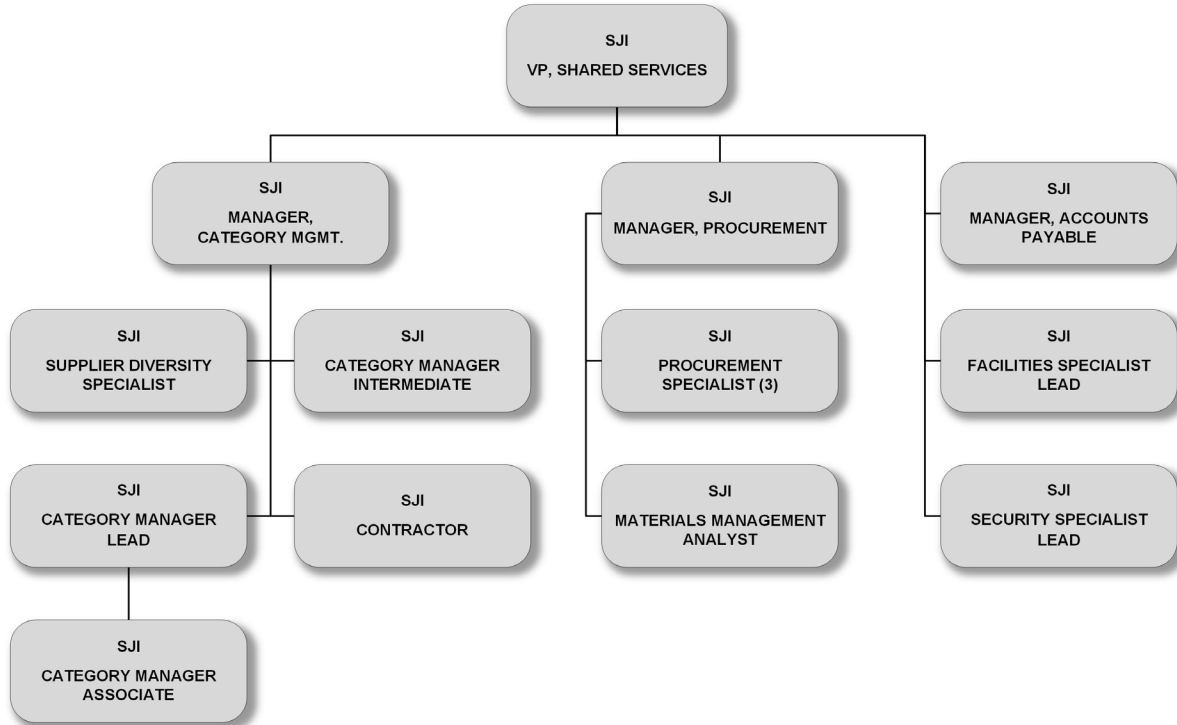 SJI
VP, SHARED SERVICES
SJI
MANAGER,
CATEGORY MGMT.
SJI
MANAGER, PROCUREMENT
SJI
MANAGER, ACCOUNTS
PAYABLE
SJI
SUPPLIER DIVERSITY
SPECIALIST
SJI
CATEGORY MANAGER
INTERMEDIATE
SJI
PROCUREMENT
SPECIALIST (3)
SJI
FACILITIES SPECIALIST
LEAD
SJI
CATEGORY MANAGER
LEAD
SJI
CONTRACTOR
SJI
MATERIALS MANAGEMENT
ANALYST
SJI
SECURITY SPECIALIST
LEAD
SJI
CATEGORY MANAGER
ASSOCIATE